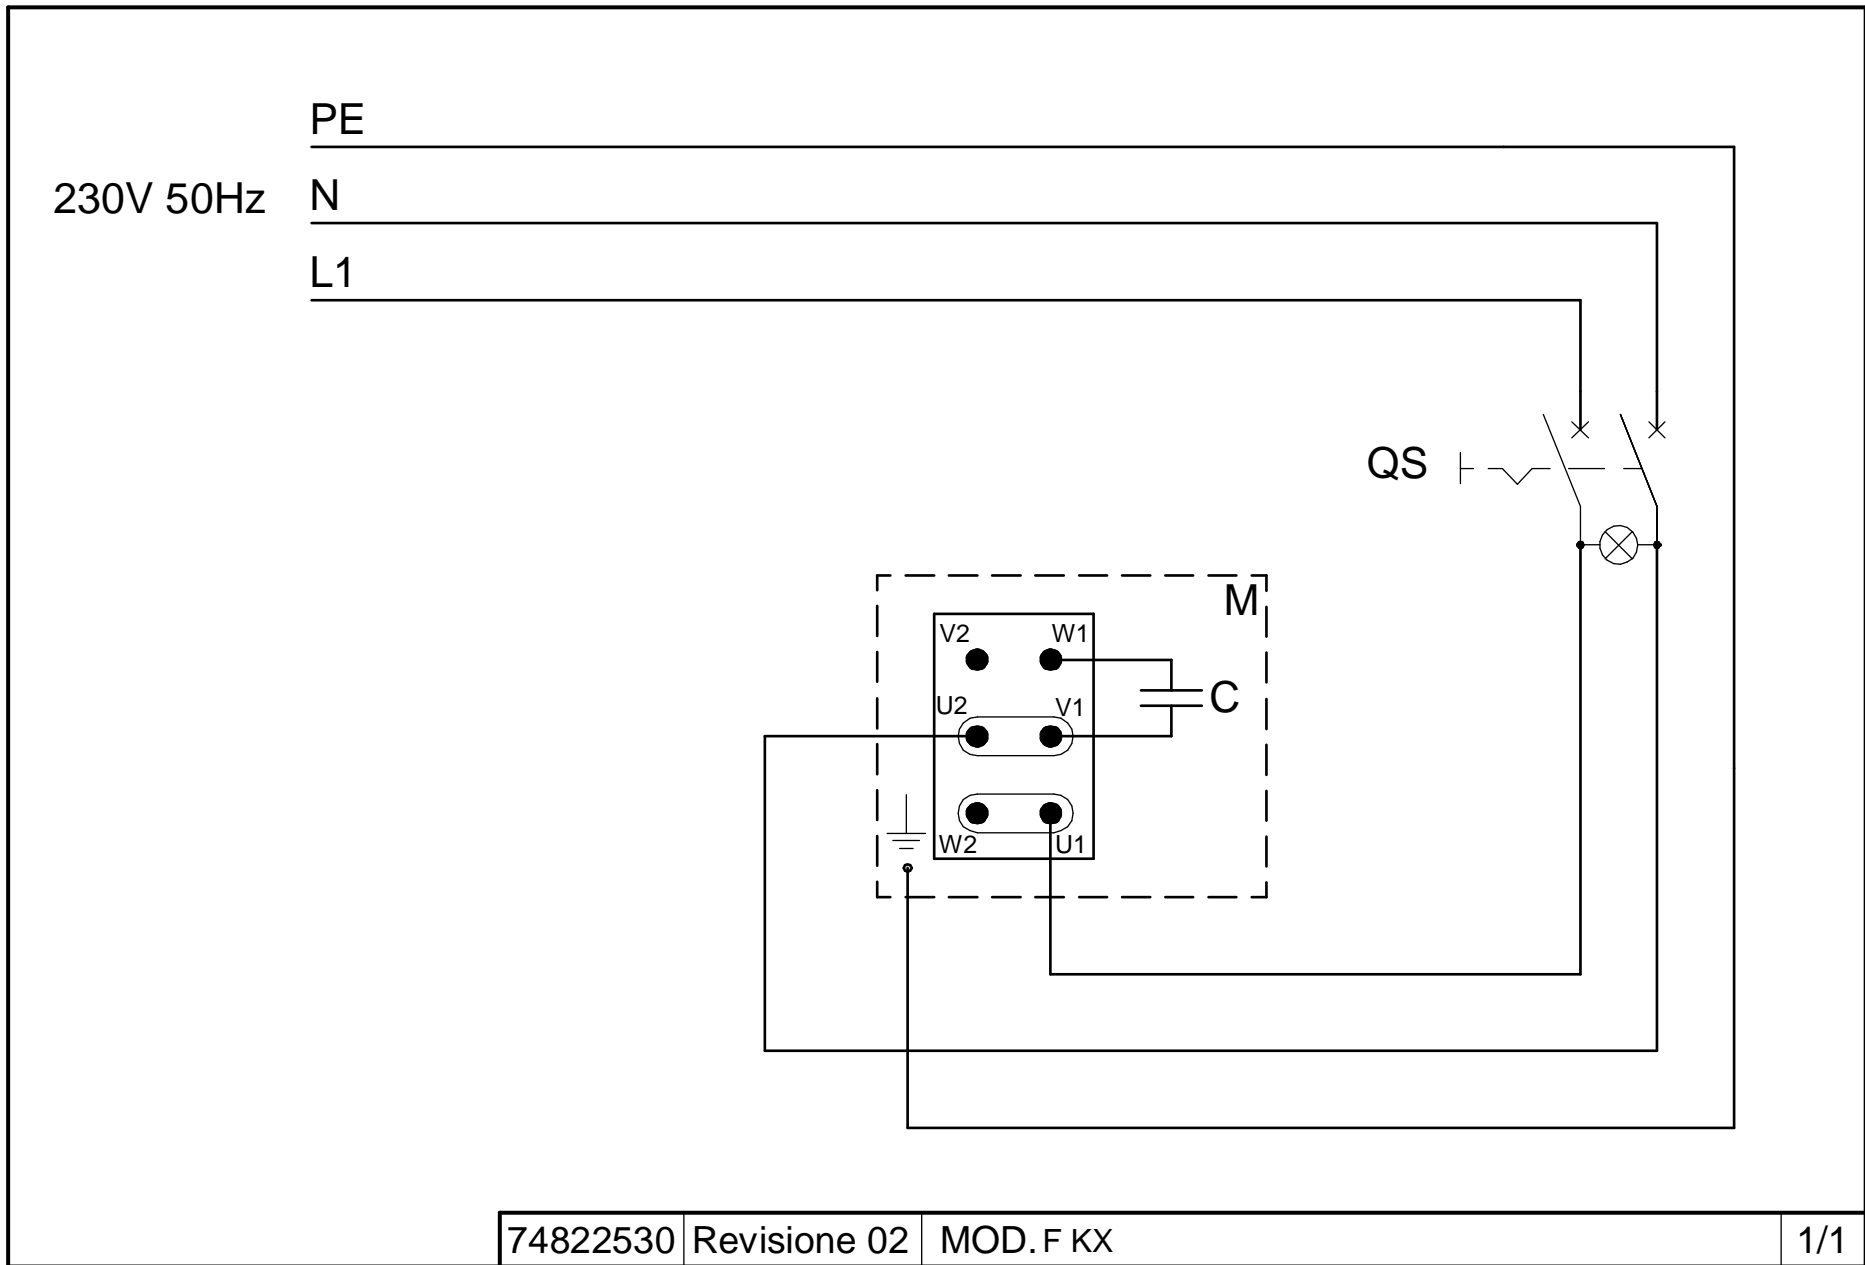 PE
230V 50Hz N
L1
QS
M
V2 W1
C
U2 V1
W2 U1
74822530 Revisione 02 MOD. F KX 1/1